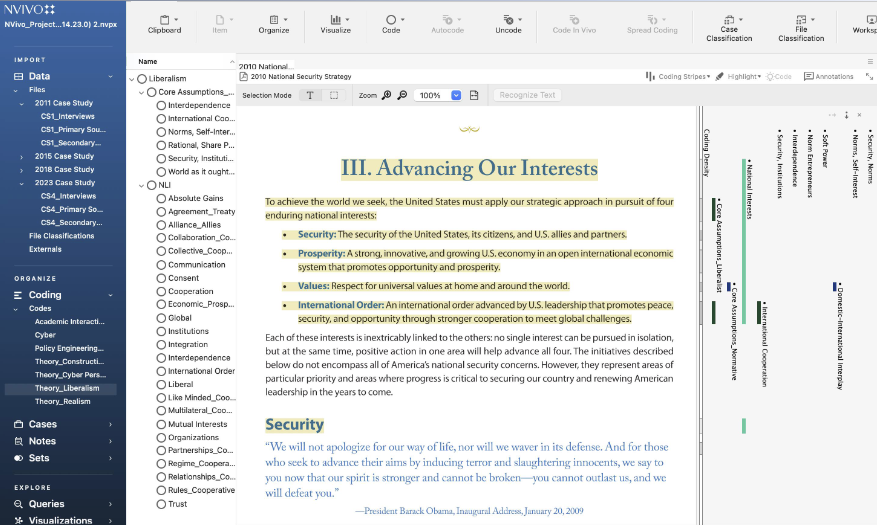 NVIVO
NVivo_Project...14.23.0) 2.nvpx
Clipboard
Item
Organize
Visualize
Code
Autocode
Uncode
Code In Vivo
Spread Coding
Case
Classification
File
Classification
Worksp
IMPORT
Data
Files
2011 Case Study
CS1_Interviews
CS1_Primary Sou...
CS1_Secondary...
2015 Case Study
2018 Case Study
2023 Case Study
CS4_Interviews
CS4_Primary So...
CS4_Secondary...
File Classifications
Externals
ORGANIZE
Coding
Codes
Academic Interacti...
Cyber
Policy Engineering...
Theory_Constructi...
Theory_Cyber Pers...
Theory_Liberalism
Theory_Realism
Cases
Notes
Sets
EXPLORE
Queries
Visualizations
Name
Liberalism
Core Assumptions_...
Interdependence
International Coo...
Norms, Self-Inter...
Rational, Share P...
Security, Instituti...
World as it ought...
NLI
Absolute Gains
Agreement_Treaty
Alliance_Allies
Collaboration_Co...
Collective_Coop...
Communication
Consent
Cooperation
Economic_Prosp...
Global
Institutions
Integration
Interdependence
International Order
Liberal
Like Minded_Coo...
Multilateral_Coo...
Mutual Interests
Organizations
Partnerships_Co...
Regime_Coopera...
Relationships_Co...
Rules_Cooperative
Trust
2010 National...
2010 National Security Strategy
Coding Stripes
Highlight
Code
Annotations
Selection Mode
T
Zoom
100%
Recognize Text
III. Advancing Our Interests
To achieve the world we seek, the United States must apply our strategic approach in pursuit of four
enduring national interests:
• Security: The security of the United States, its citizens, and U.S. allies and partners.
• Prosperity: A strong, innovative, and growing U.S. economy in an open international economic
system that promotes opportunity and prosperity.
• Values: Respect for universal values at home and around the world.
• International Order: An international order advanced by U.S. leadership that promotes peace,
security, and opportunity through stronger cooperation to meet global challenges.
Each of these interests is inextricably linked to the others: no single interest can be pursued in isolation,
but at the same time, positive action in one area will help advance all four. The initiatives described
below do not encompass all of America's national security concerns. However, they represent areas of
particular priority and areas where progress is critical to securing our country and renewing American
leadership in the years to come.
Security
“We will not apologize for our way of life, nor will we waver in its defense. And for those
who seek to advance their aims by inducing terror and slaughtering innocents, we say to
you now that our spirit is stronger and cannot be broken—you cannot outlast us, and we
will defeat you.”
—President Barack Obama, Inaugural Address, January 20, 2009
Coding Density
• Core Assumptions_Liberalist
• Core Assumptions_Normative
• National Interests
• International Cooperation
• Security, Institutions
• Interdependence
• Norm Entrepreneurs
• Soft Power
• Domestic-International Interplay
• Norms, Self-Interest
• Security, Norms